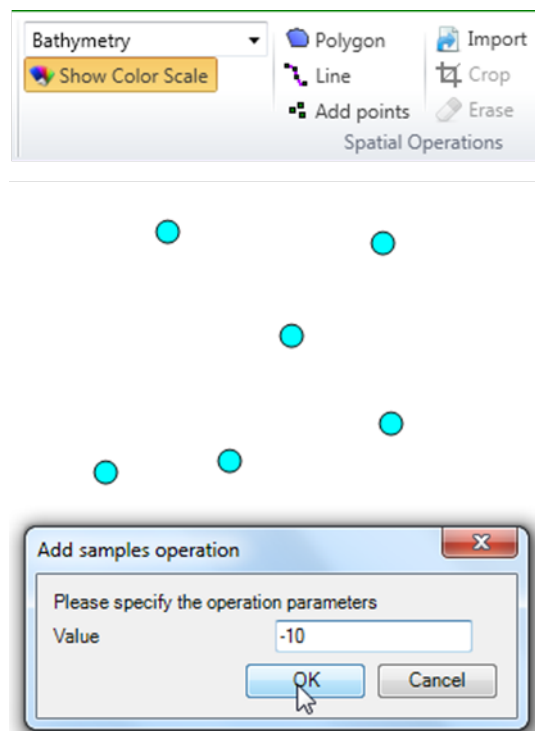 Bathymetry Polygon Import
Show Color Scale Line Crop
Add points Erase
Spatial Operations
Add samples operation
Please specify the operation parameters
Value -10
OK Cancel